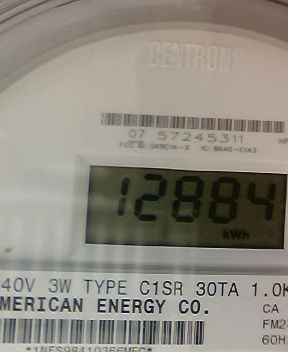 CENTRON®
07 57245311
12884
kWh
40V 3W TYPE C1SR 30TA 1.0K
MERICAN ENERGY CO.
CA
FM2
60H